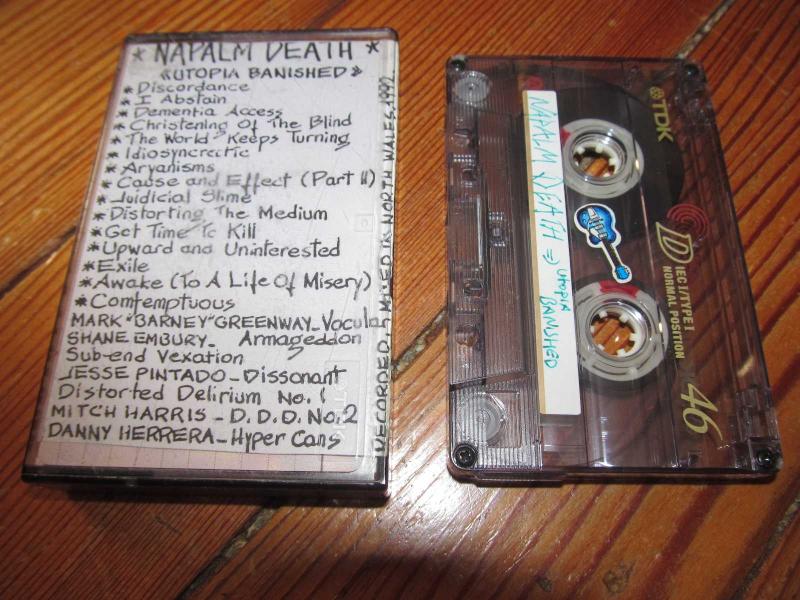 * NAPALM DEATH *
«UTOPIA BANISHED»
* Discordance
* I Abstain
* Dementia Access
* Christening Of The Blind
* The World Keeps Turning
* Idiosyncratic
* Aryanisms
* Cause and Effect (Part II)
* Juidicial Slime
* Distorting The Medium
* Got Time To Kill
* Upward and Uninterested
* Exile
* Awake (To A Life Of Misery)
* Comtemptuous
MARK "BARNEY" GREENWAY_Vocula
SHANE EMBURY_ Armageddon
Sub-end Vexation
JESSE PINTADO_Dissonant
Distorted Delirium No. 1
MITCH HARRIS - D.D.D. No.2
DANNY HERRERA_Hyper Cans
RECORDED & MIXED IN NORTH WALES, 1992
NAPALM DEATH => UTOPIA
BANISHED
TDK
D
IEC I/TYPE I
NORMAL POSITION
46